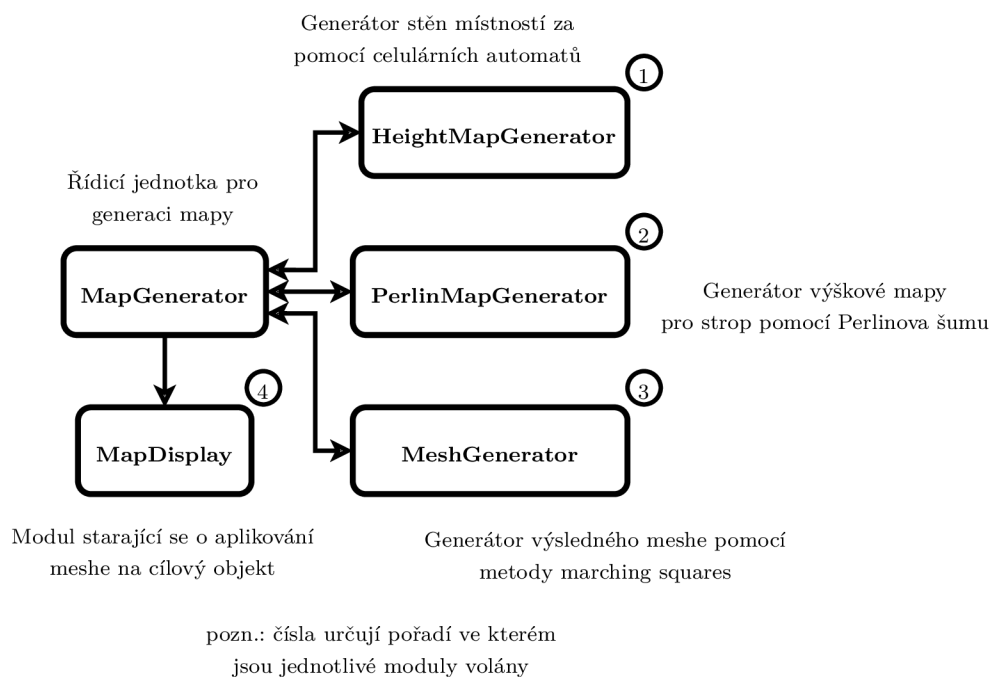 Generátor stěn místností za
pomocí celulárních automatů
1
HeightMapGenerator
Řídicí jednotka pro
generaci mapy
2
MapGenerator
PerlinMapGenerator
Generátor výškové mapy
pro strop pomocí Perlinova šumu
4
3
MapDisplay
MeshGenerator
Modul starající se o aplikování
meshe na cílový objekt
Generátor výsledného meshe pomocí
metody marching squares
pozn.: čísla určují pořadí ve kterém
jsou jednotlivé moduly volány